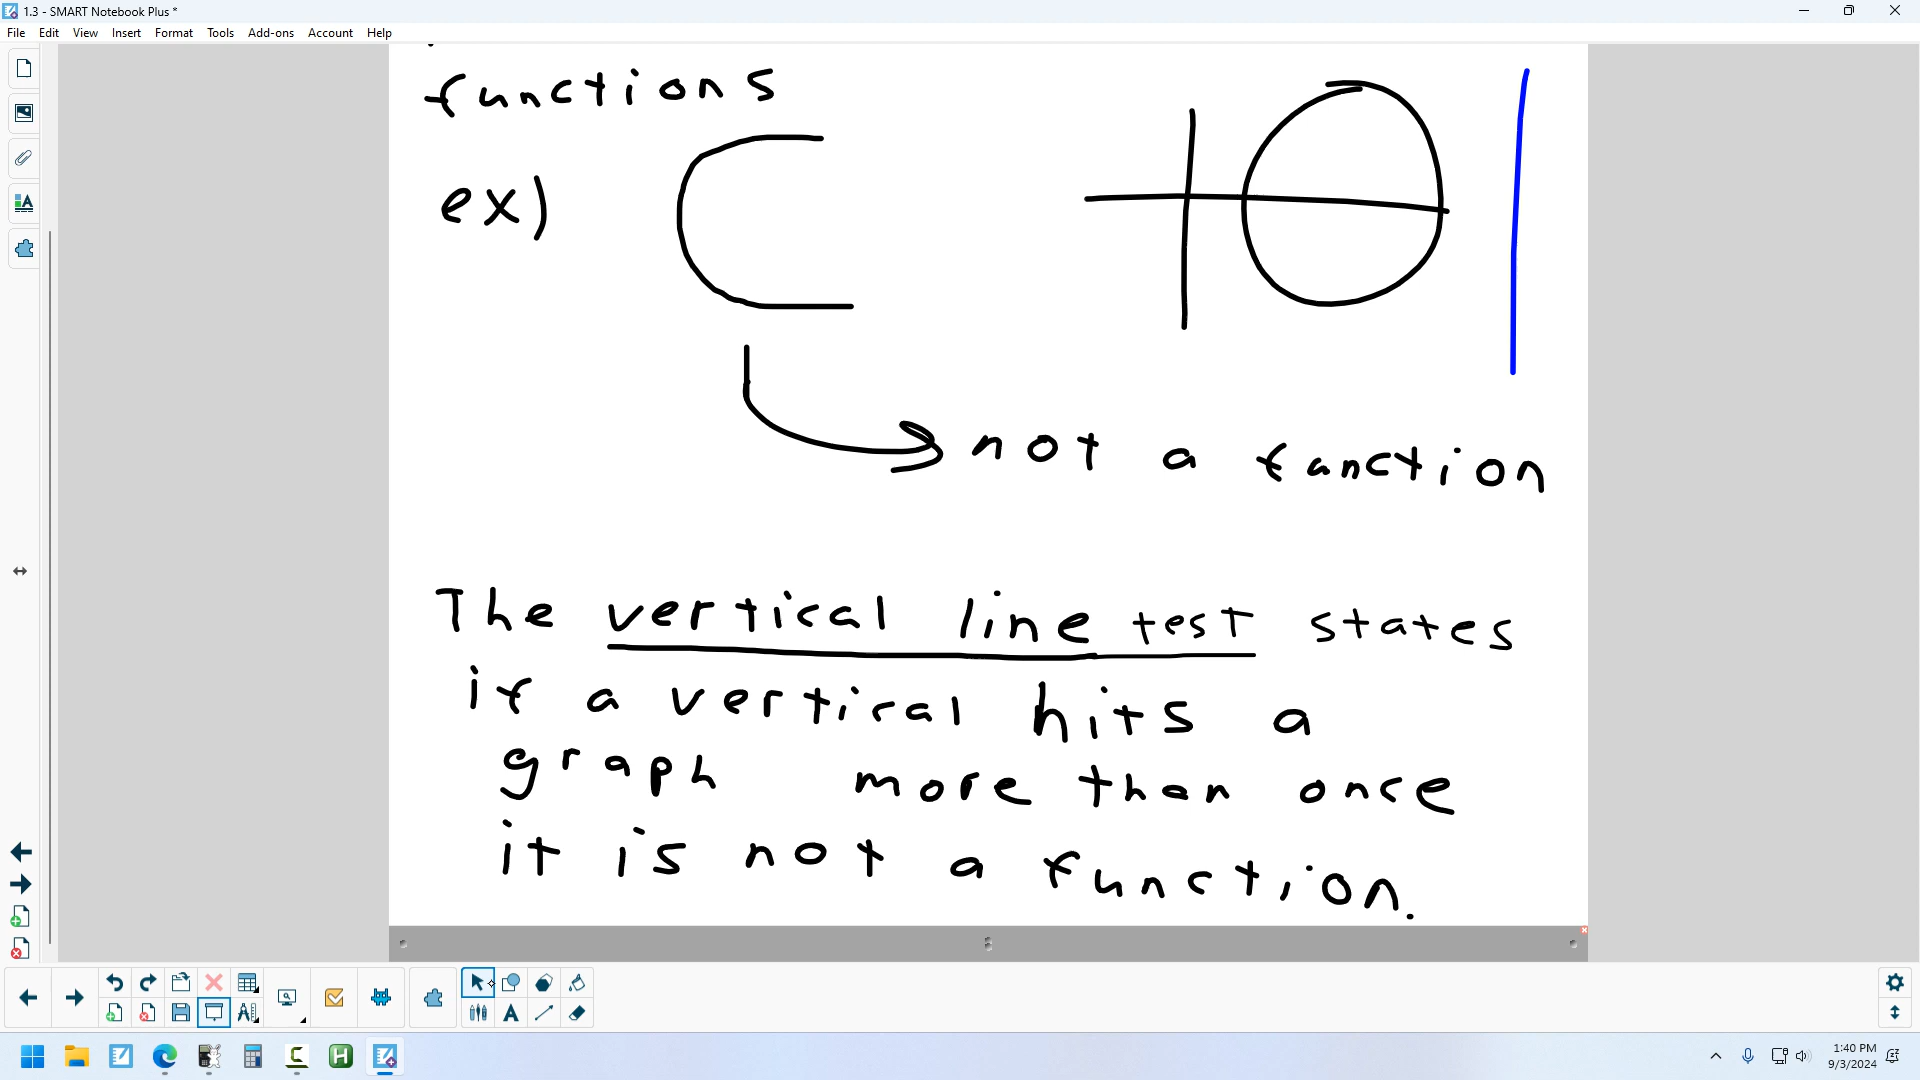 1.3 - SMART Notebook Plus *
File Edit View Insert Format Tools Add-ons Account Help
functions
ex)
not a fanction
The vertical line test states
if a vertical hits a
graph more than once
it is not a function.
1:40 PM
9/3/2024